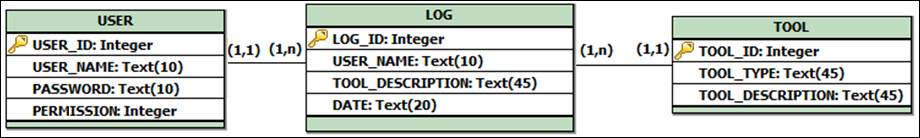 USER
USER_ID: Integer
USER_NAME: Text(10)
PASSWORD: Text(10)
PERMISSION: Integer
(1,1)
(1,n)
LOG
LOG_ID: Integer
USER_NAME: Text(10)
TOOL_DESCRIPTION: Text(45)
DATE: Text(20)
(1,n)
(1,1)
TOOL
TOOL_ID: Integer
TOOL_TYPE: Text(45)
TOOL_DESCRIPTION: Text(45)